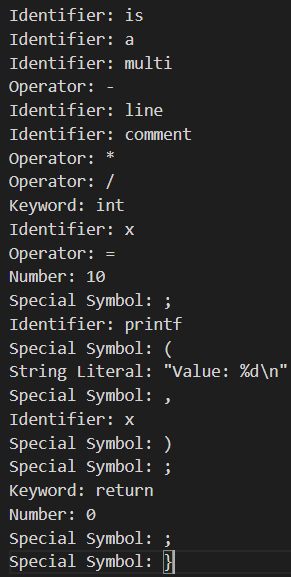 Identifier: is
Identifier: a
Identifier: multi
Operator: -
Identifier: line
Identifier: comment
Operator: *
Operator: /
Keyword: int
Identifier: x
Operator: =
Number: 10
Special Symbol: ;
Identifier: printf
Special Symbol: (
String Literal: "Value: %d\n"
Special Symbol: ,
Identifier: x
Special Symbol: )
Special Symbol: ;
Keyword: return
Number: 0
Special Symbol: ;
Special Symbol: }